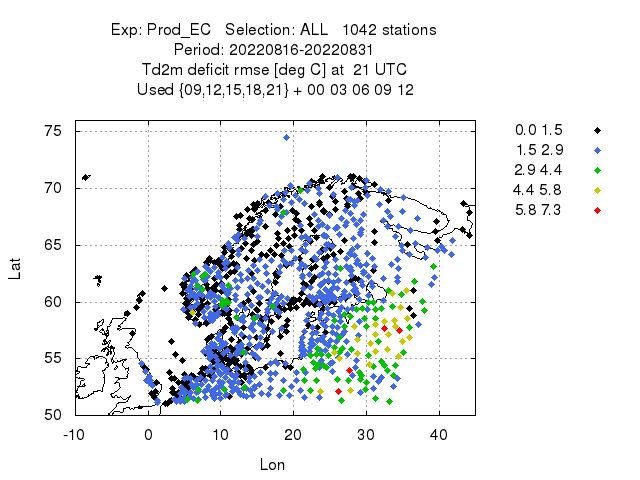 Exp: Prod_EC   Selection: ALL   1042 stations
Period: 20220816-20220831
Td2m deficit rmse [deg C] at  21 UTC
Used {09,12,15,18,21} + 00 03 06 09 12
0.0 1.5
1.5 2.9
2.9 4.4
4.4 5.8
5.8 7.3
75
70
65
60
55
50
Lat
-10 0 10 20 30 40
Lon